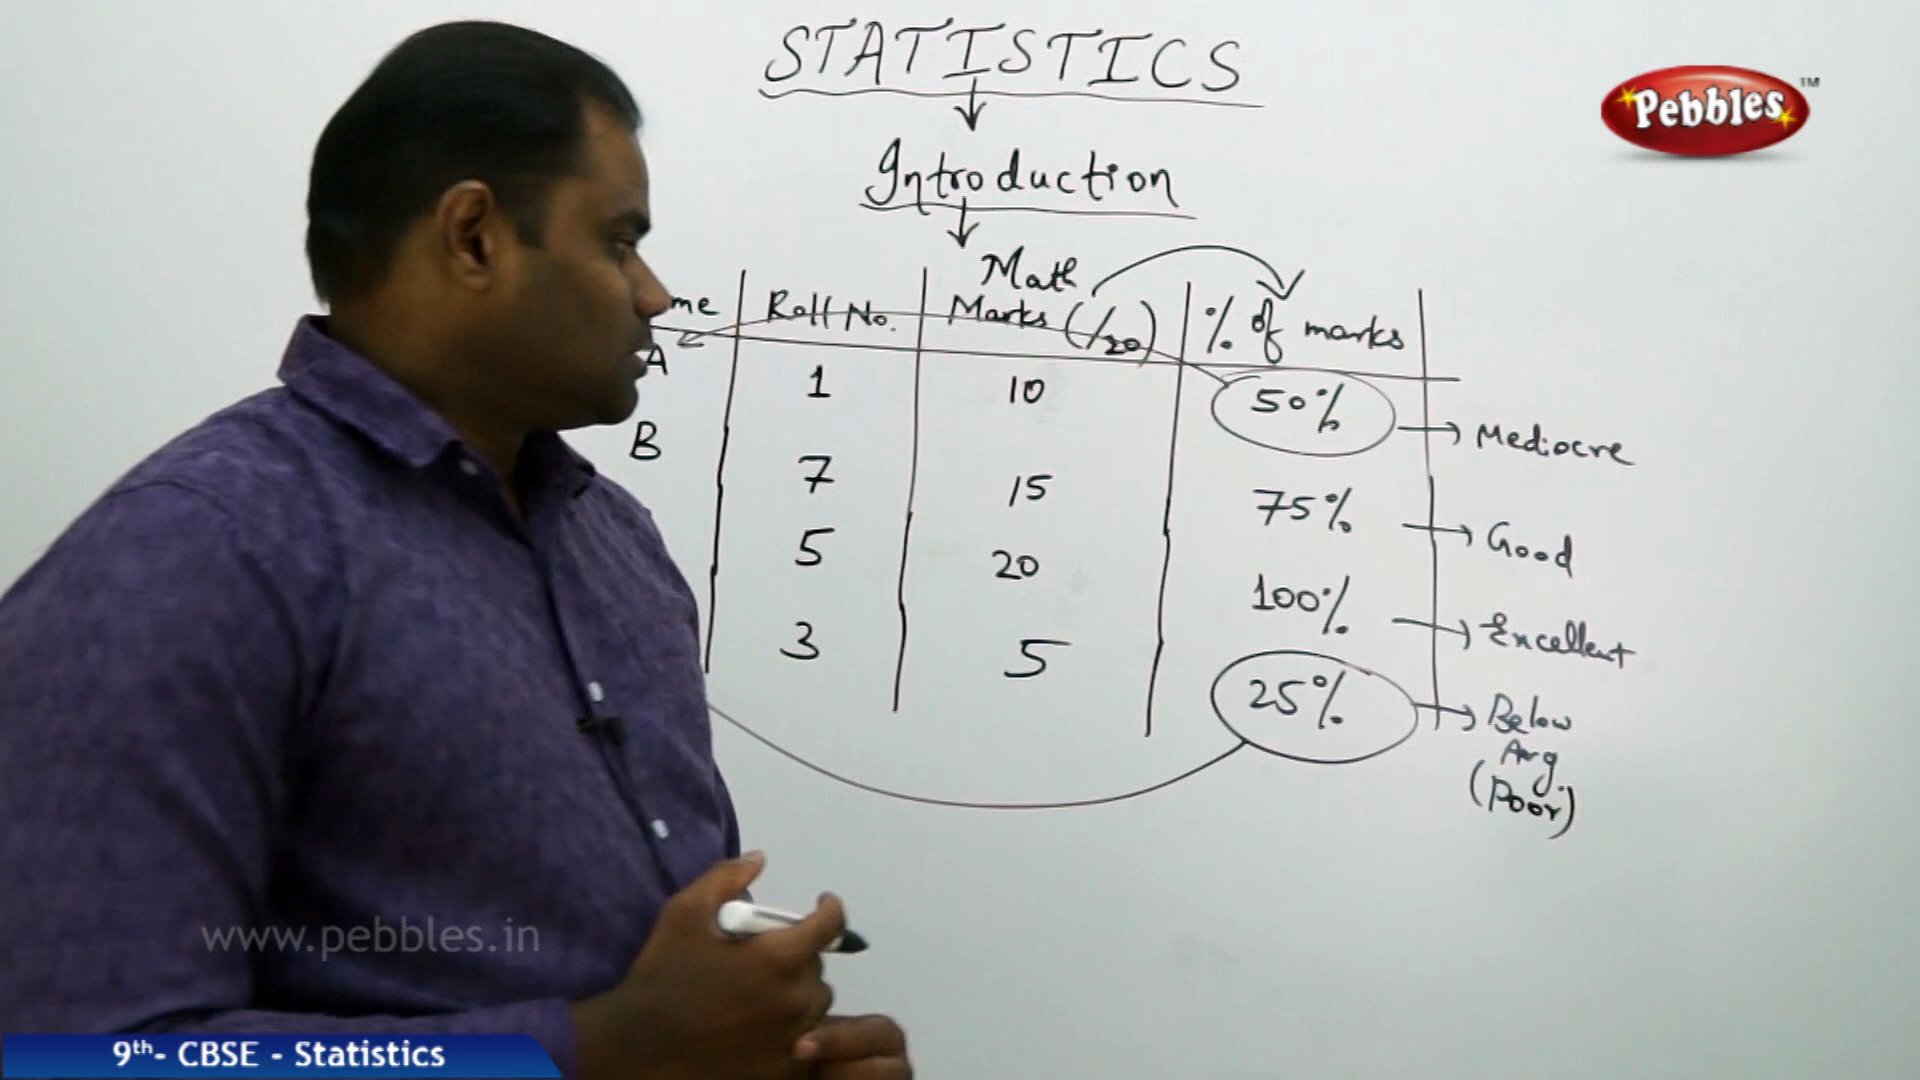 STATISTICS
Introduction
Math
me Roll No. Marks (/20) % of marks
A 1 10 50% Mediocre
B 7 15 75% Good
5 20 100% Excellent
3 5 25% Below
Avg.
(Poor)
Pebbles™
www.pebbles.in
9th- CBSE - Statistics